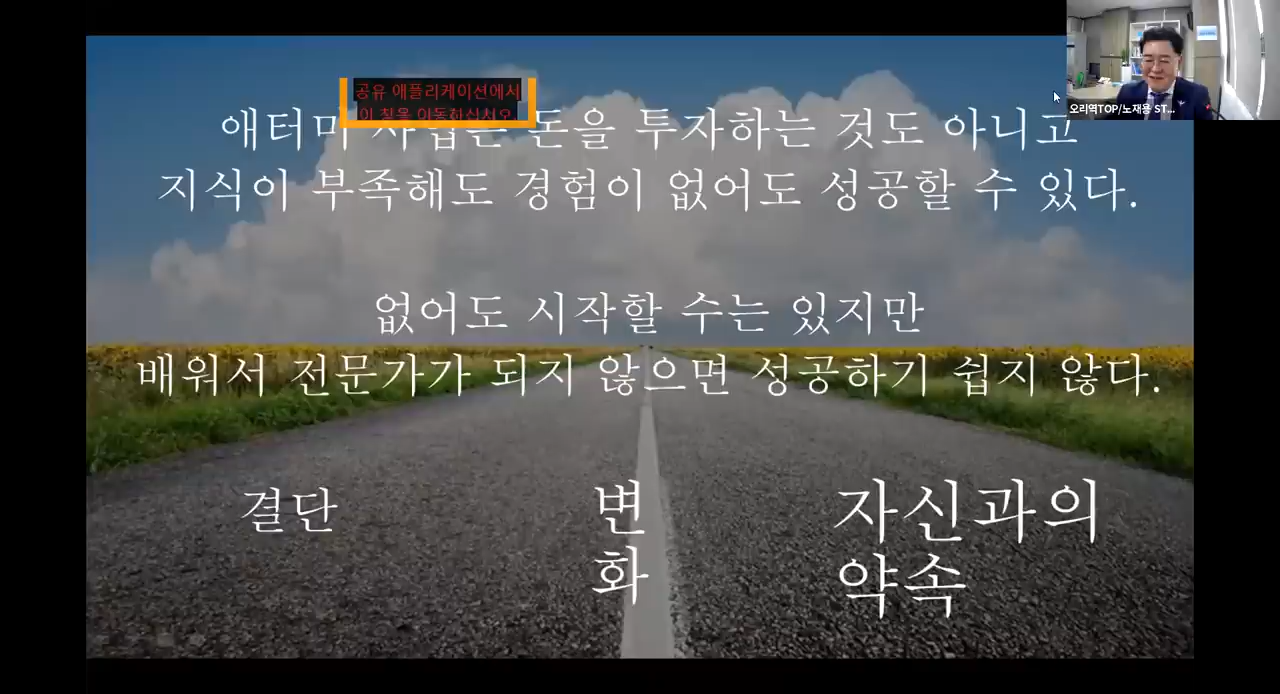 공유 애플리케이션에서
이 창을 이동하십시오.
애터미 사업은 돈을 투자하는 것도 아니고
지식이 부족해도 경험이 없어도 성공할 수 있다.
없어도 시작할 수는 있지만
배워서 전문가가 되지 않으면 성공하기 쉽지 않다.
결단
변
화
자신과의
약속
오리역TOP/노재용 ST...